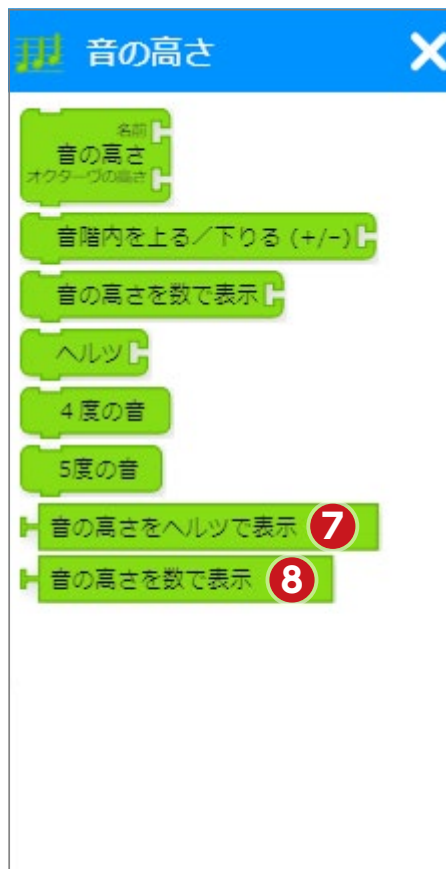 音の高さ
名前
音の高さ
オクターヴの高さ
音階内を上る／下りる (+/-)
音の高さを数で表示
ヘルツ
４度の音
5度の音
音の高さをヘルツで表示 7
音の高さを数で表示 8